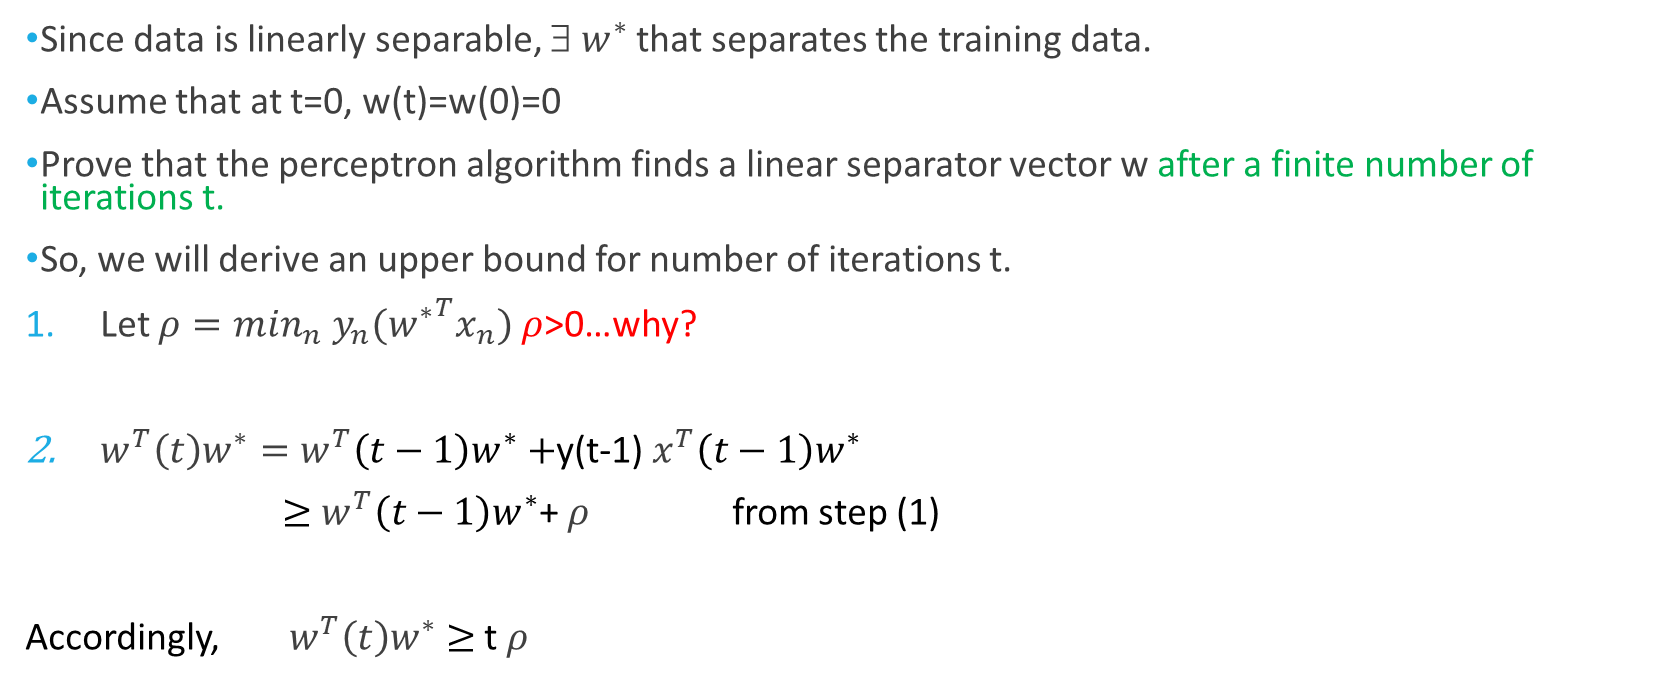 •Since data is linearly separable, ∃ w* that separates the training data.
•Assume that at t=0, w(t)=w(0)=0
•Prove that the perceptron algorithm finds a linear separator vector w after a finite number of
iterations t.
•So, we will derive an upper bound for number of iterations t.
1. Let ρ = minₙ yₙ(w*ᵀxₙ) ρ>0...why?
2. wᵀ(t)w* = wᵀ(t − 1)w* +y(t-1) xᵀ(t − 1)w*
≥ wᵀ(t − 1)w*+ ρ from step (1)
Accordingly, wᵀ(t)w* ≥ t ρ